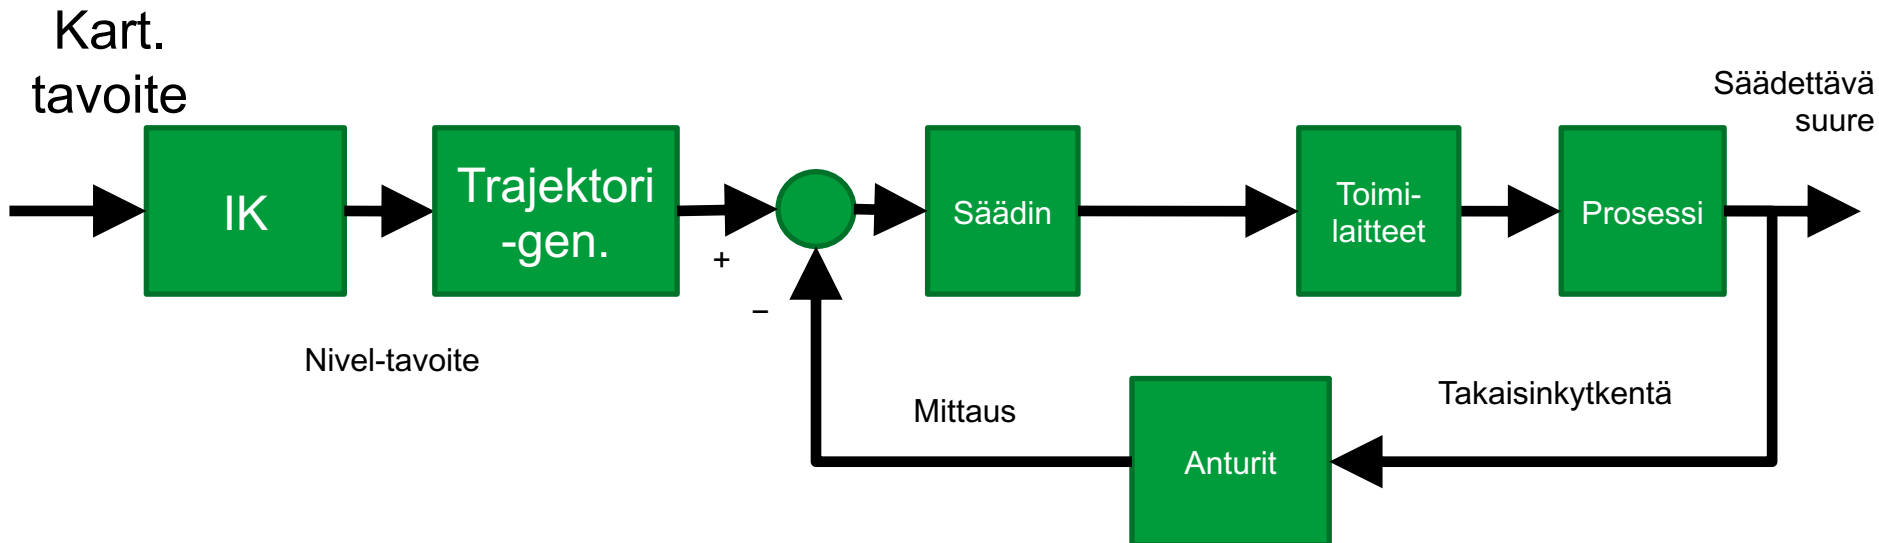 Kart.
tavoite
IK
Trajektori
-gen.
+
−
Säädin
Toimi-
laitteet
Prosessi
Säädettävä
suure
Nivel-tavoite
Mittaus
Anturit
Takaisinkytkentä